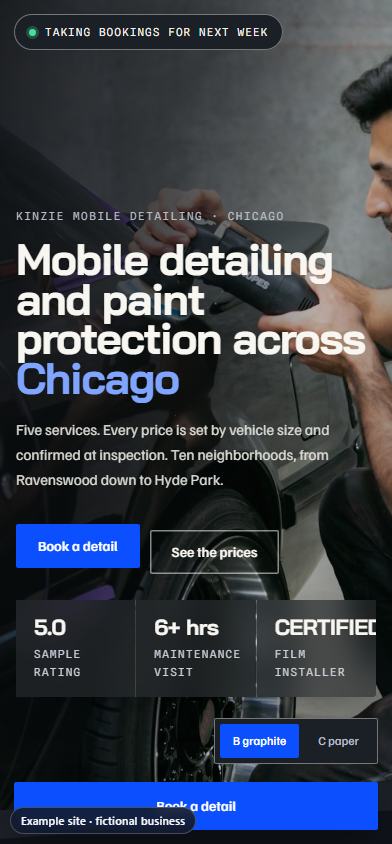 TAKING BOOKINGS FOR NEXT WEEK
KINZIE MOBILE DETAILING · CHICAGO
Mobile detailing
and paint
protection across
Chicago
Five services. Every price is set by vehicle size and
confirmed at inspection. Ten neighborhoods, from
Ravenswood down to Hyde Park.
Book a detail
See the prices
5.0
SAMPLE
RATING
6+ hrs
MAINTENANCE
VISIT
CERTIFIED
FILM
INSTALLER
B graphite
C paper
Book a detail
Example site · fictional business